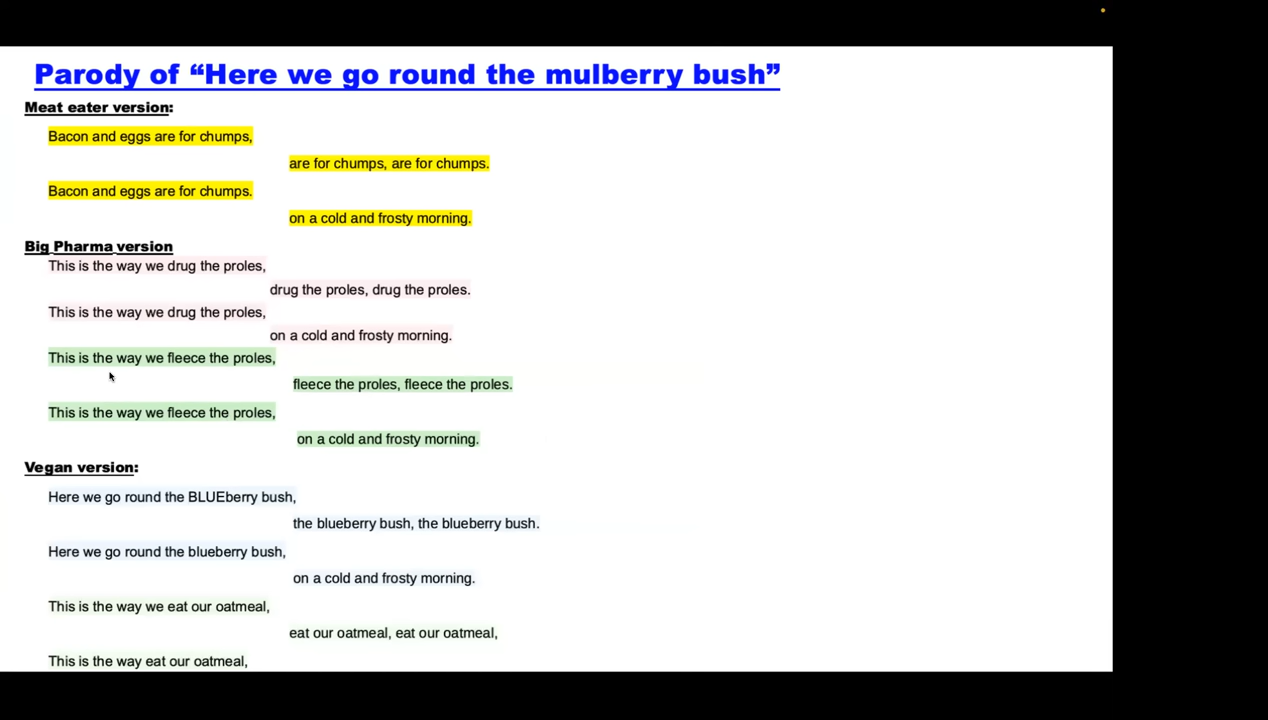 Parody of “Here we go round the mulberry bush”
Meat eater version:
Bacon and eggs are for chumps,
are for chumps, are for chumps.
Bacon and eggs are for chumps.
on a cold and frosty morning.
Big Pharma version
This is the way we drug the proles,
drug the proles, drug the proles.
This is the way we drug the proles,
on a cold and frosty morning.
This is the way we fleece the proles,
fleece the proles, fleece the proles.
This is the way we fleece the proles,
on a cold and frosty morning.
Vegan version:
Here we go round the BLUEberry bush,
the blueberry bush, the blueberry bush.
Here we go round the blueberry bush,
on a cold and frosty morning.
This is the way we eat our oatmeal,
eat our oatmeal, eat our oatmeal,
This is the way eat our oatmeal,